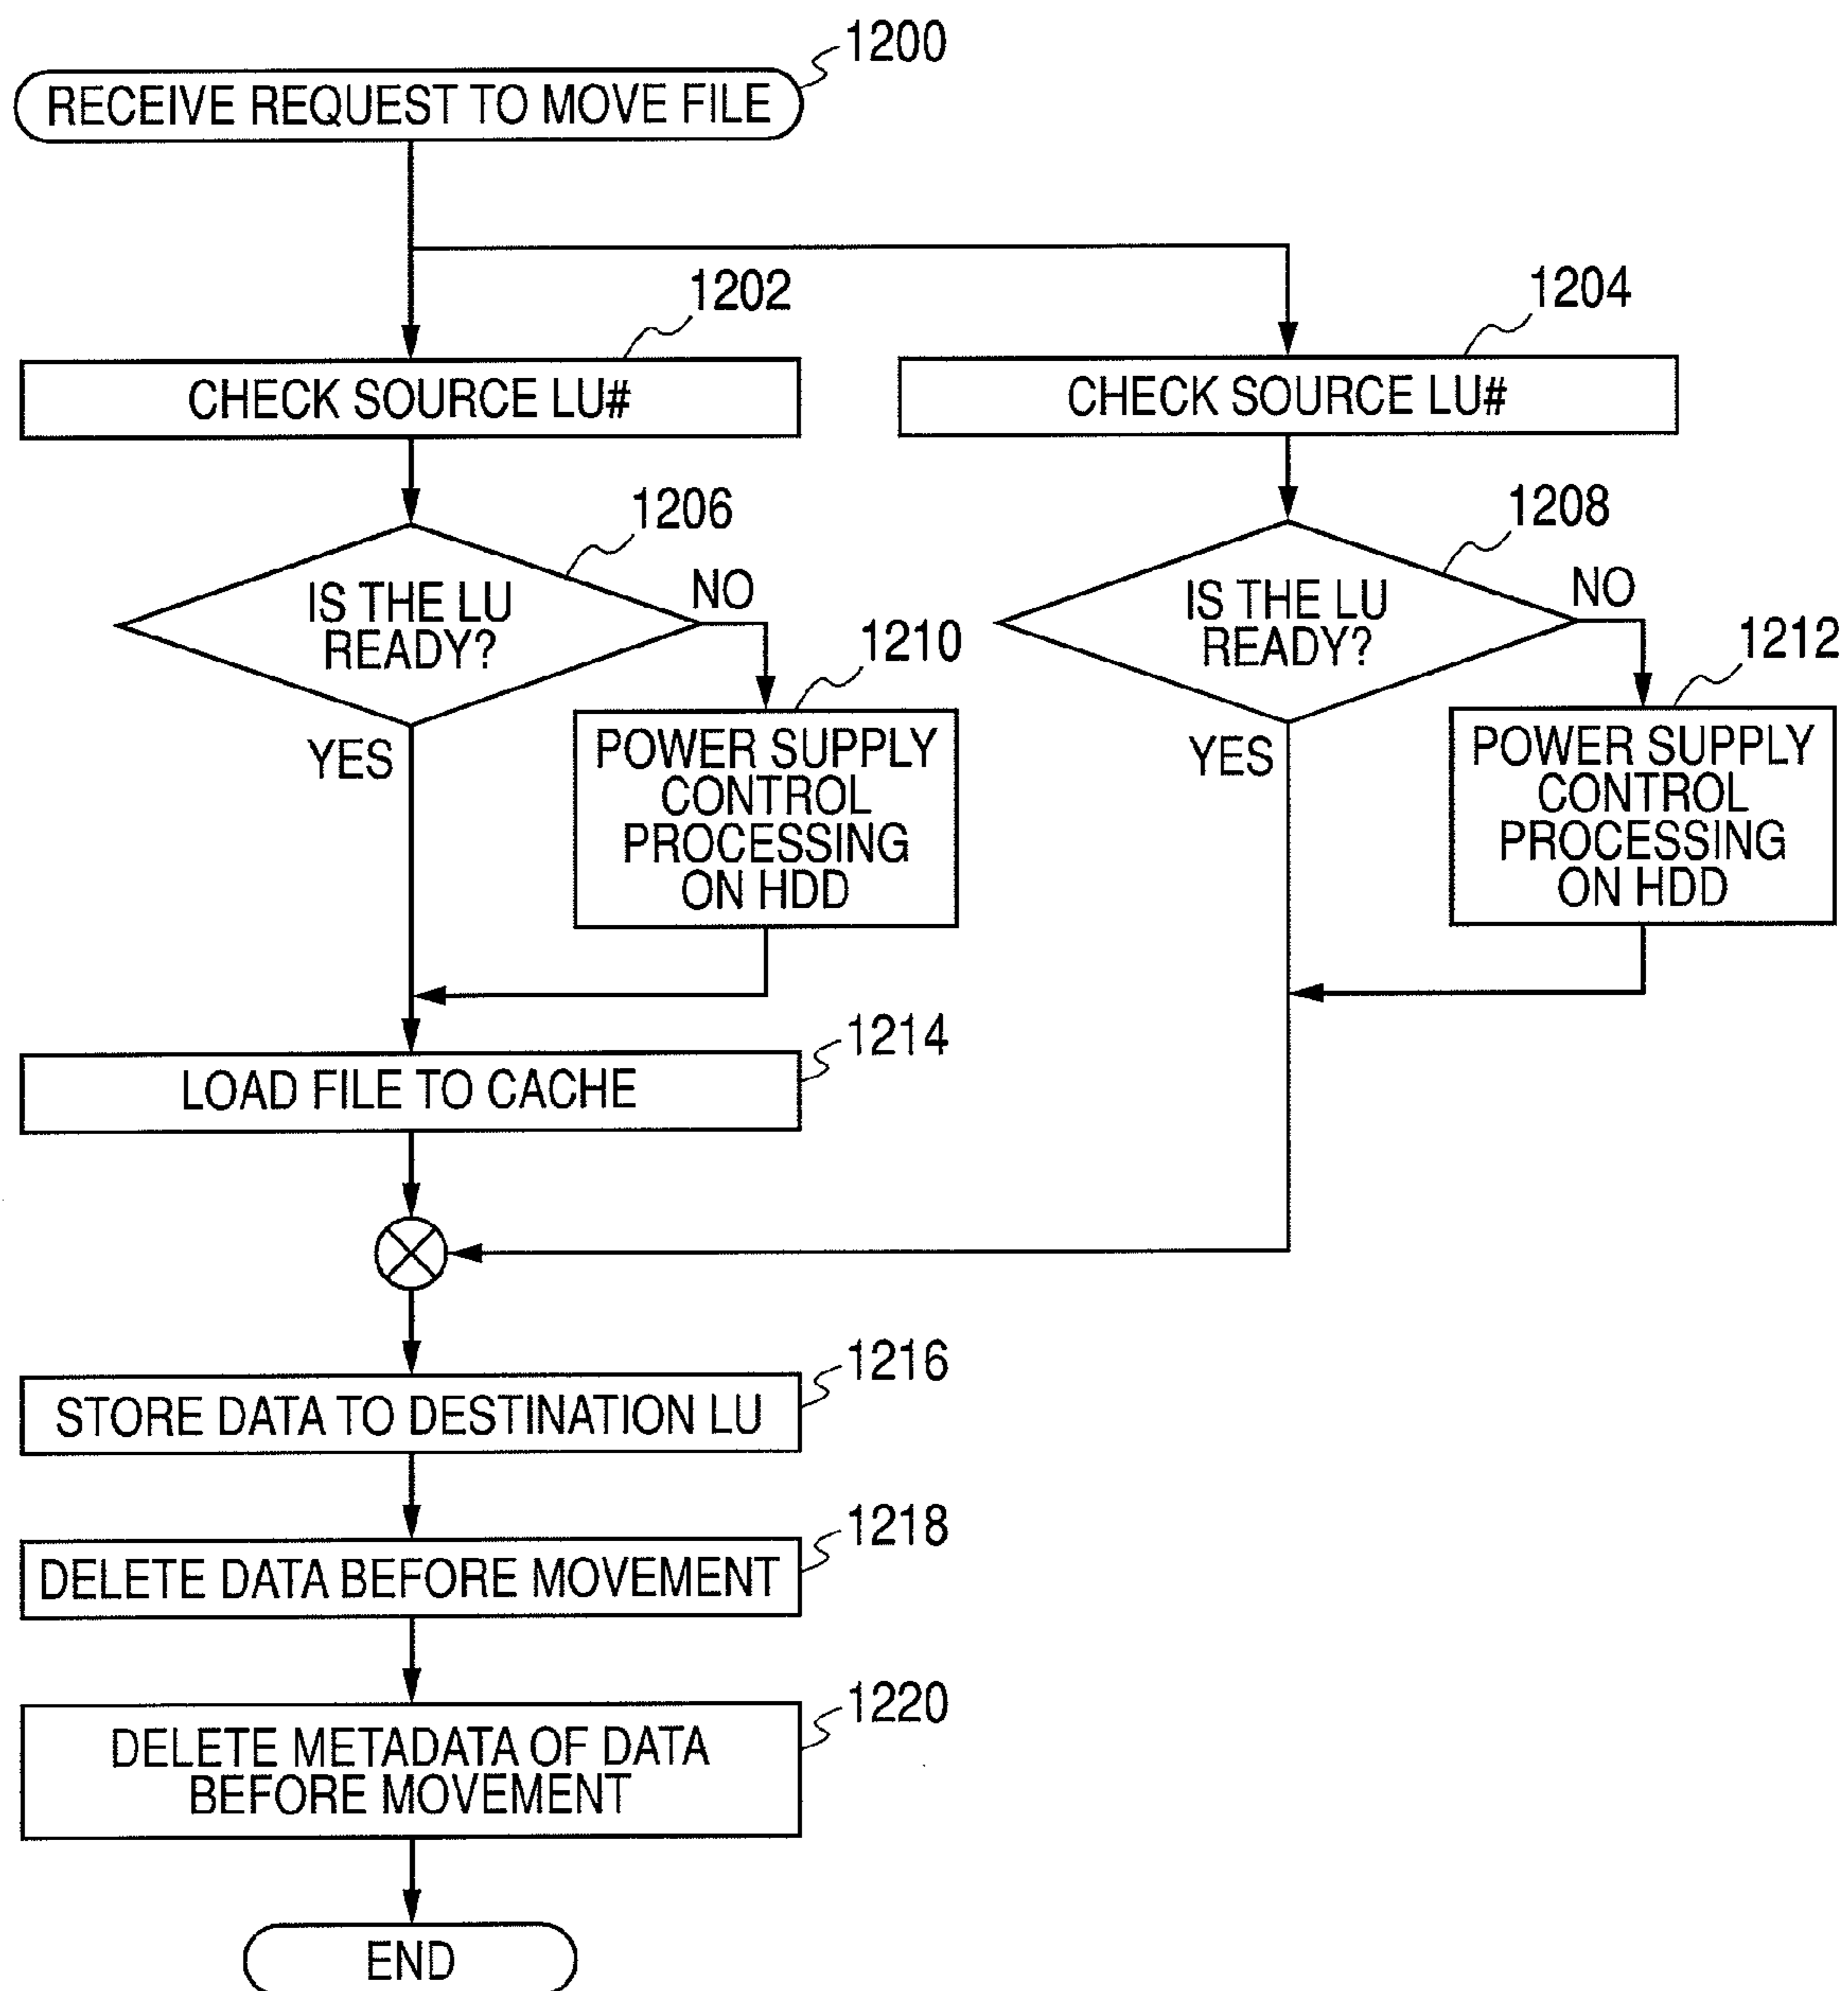 1200
RECEIVE REQUEST TO MOVE FILE
1202
1204
CHECK SOURCE LU#
CHECK SOURCE LU#
1206
1208
IS THE LU
READY?
NO
IS THE LU
READY?
NO
1210
1212
YES
POWER SUPPLY
CONTROL
PROCESSING
ON HDD
YES
POWER SUPPLY
CONTROL
PROCESSING
ON HDD
1214
LOAD FILE TO CACHE
1216
STORE DATA TO DESTINATION LU
1218
DELETE DATA BEFORE MOVEMENT
1220
DELETE METADATA OF DATA
BEFORE MOVEMENT
END